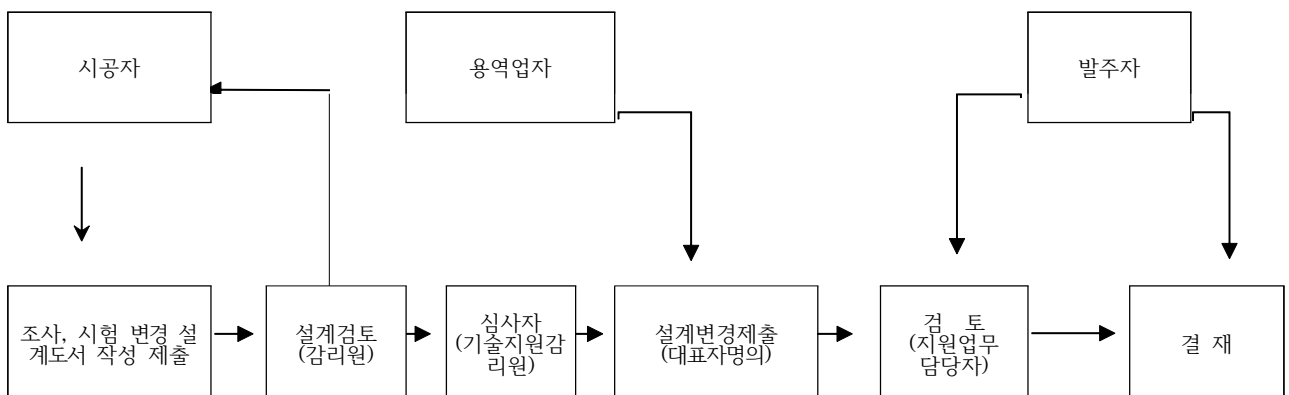 시공자
용역업자
발주자
조사, 시험 변경 설
계도서 작성 제출
설계검토
(감리원)
심사자
(기술지원감
리원)
설계변경제출
(대표자명의)
검 토
(지원업무
담당자)
결 재